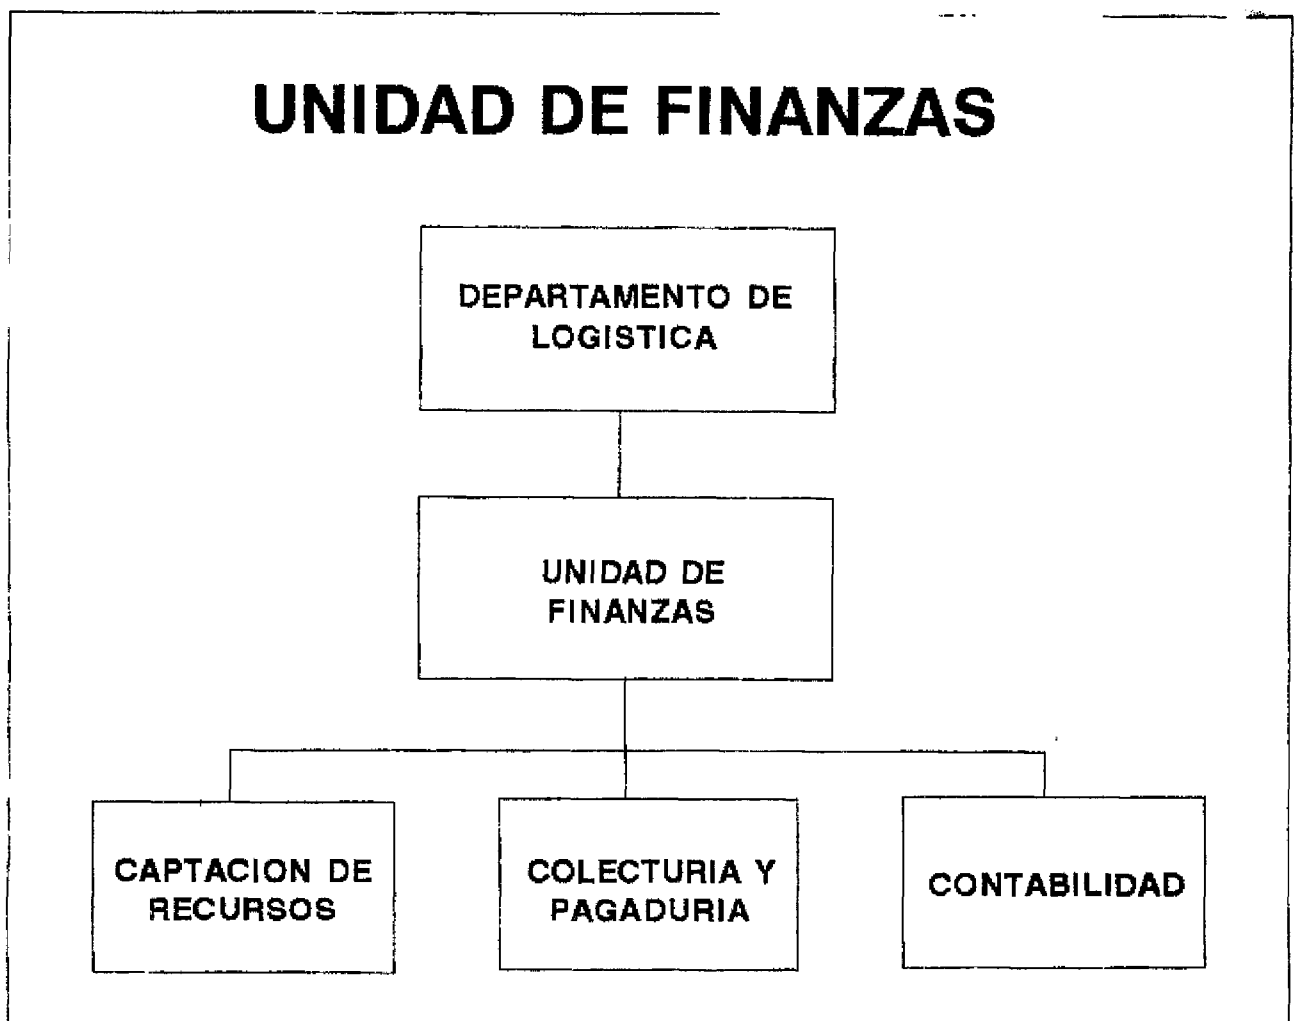 UNIDAD DE FINANZAS
DEPARTAMENTO DE
LOGISTICA
UNIDAD DE
FINANZAS
CAPTACION DE
RECURSOS
COLECTURIA Y
PAGADURIA
CONTABILIDAD